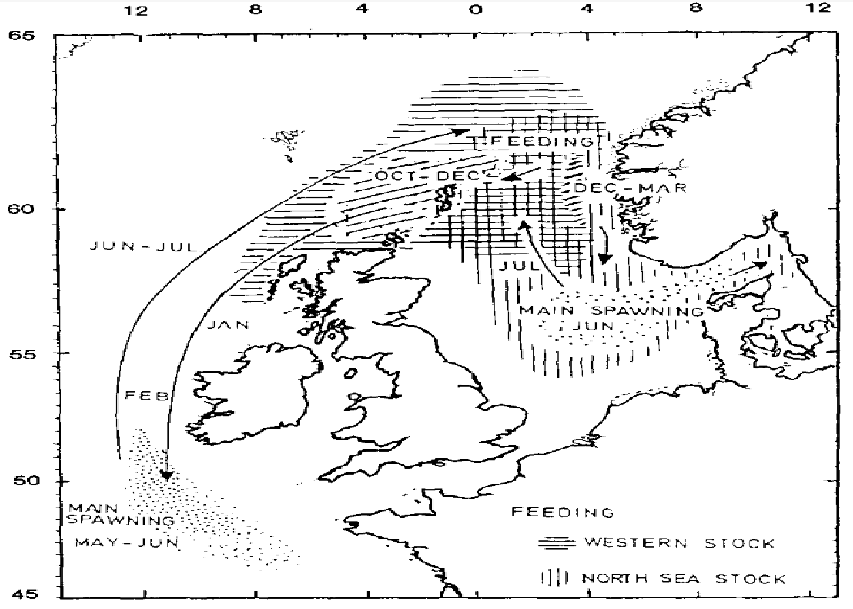 12 8 4 0 4 8 12
65
FEEDING
OCT-DEC
DEC-MAR
60
JUN-JUL
JUL
MAIN SPAWNING
JUN
JAN
55
FEB
50
MAIN
SPAWNING
MAY-JUN
FEEDING
WESTERN STOCK
NORTH SEA STOCK
45